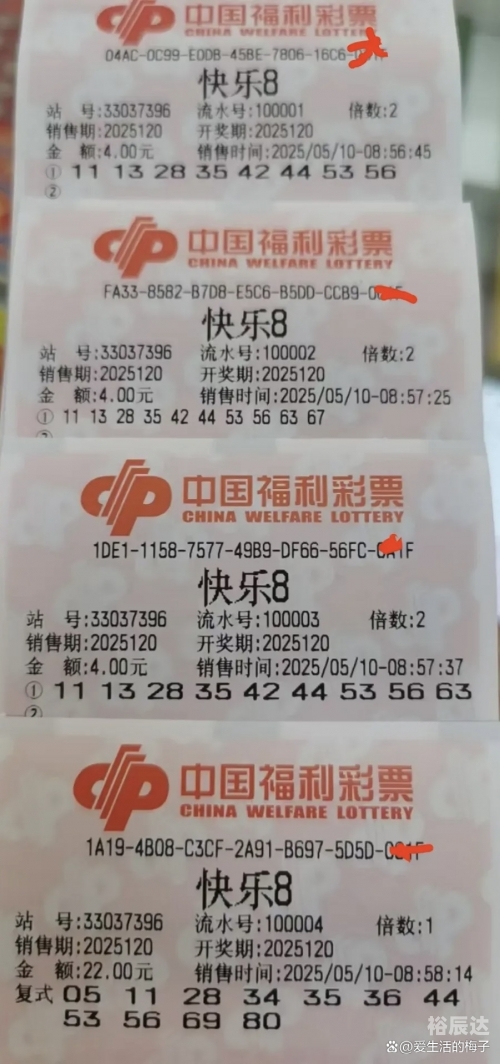 中国福利彩票
CHINA WELFARE LOTTERY
04AC-0C99-E0DB-45BE-7806-16C6-
快乐8
站 号:33037396 流水号:100001 倍数:2
销售期:2025120 开奖期:2025120
金 额:4.00元 销售时间:2025/05/10-08:56:45
① 11 13 28 35 42 44 53 56
②
中国福利彩票
CHINA WELFARE LOTTERY
FA33-8582-B7D8-E5C6-B5DD-CCB9-
快乐8
站 号:33037396 流水号:100002 倍数:2
销售期:2025120 开奖期:2025120
金 额:4.00元 销售时间:2025/05/10-08:57:25
① 11 13 28 35 42 44 53 56 63 67
中国福利彩票
CHINA WELFARE LOTTERY
1DE1-1158-7577-49B9-DF66-56FC-
快乐8
站 号:33037396 流水号:100003 倍数:2
销售期:2025120 开奖期:2025120
金 额:4.00元 销售时间:2025/05/10-08:57:37
① 11 13 28 35 42 44 53 56 63
②
中国福利彩票
CHINA WELFARE LOTTERY
1A19-4B08-C3CF-2A91-B697-5D5D-
快乐8
站 号:33037396 流水号:100004 倍数:1
销售期:2025120 开奖期:2025120
金 额:22.00元 销售时间:2025/05/10-08:58:14
复式 05 11 28 34 35 36 44
53 56 69 80
裕辰达
@爱生活的梅子